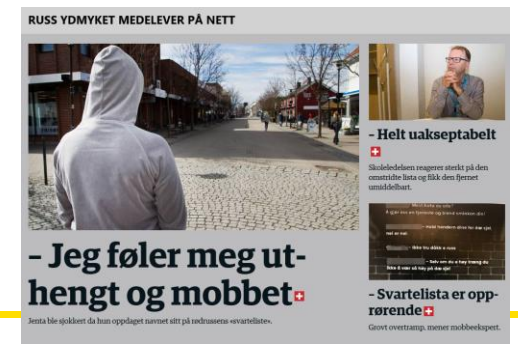 RUSS YDMYKET MEDELEVER PÅ NETT
– Jeg føler meg ut-
hengt og mobbet
Jenta ble sjokkert da hun oppdaget navnet sitt på rødrussens «svarteliste».
– Helt uakseptabelt
Skoleledelsen reagerer sterkt på den
omstridte lista og fikk den fjernet
umiddelbart.
– Svartelista er opp-
rørende
Grovt overtramp, mener mobbeekspert.